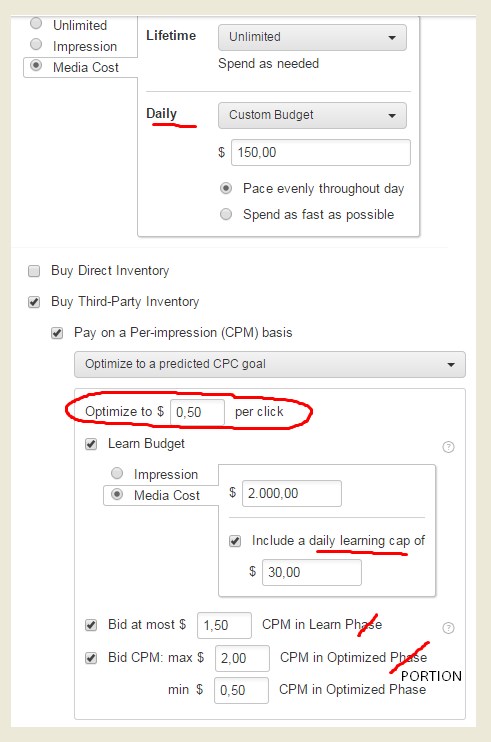 Unlimited
Impression
Media Cost
Lifetime
Unlimited
Spend as needed
Daily
Custom Budget
$ 150,00
Pace evenly throughout day
Spend as fast as possible
Buy Direct Inventory
Buy Third-Party Inventory
Pay on a Per-impression (CPM) basis
Optimize to a predicted CPC goal
Optimize to $ 0,50 per click
Learn Budget
?
Impression
Media Cost
$ 2.000,00
Include a daily learning cap of
$ 30,00
Bid at most $ 1,50 CPM in Learn Phase
?
Bid CPM: max $ 2,00 CPM in Optimized Phase
PORTION
min $ 0,50 CPM in Optimized Phase